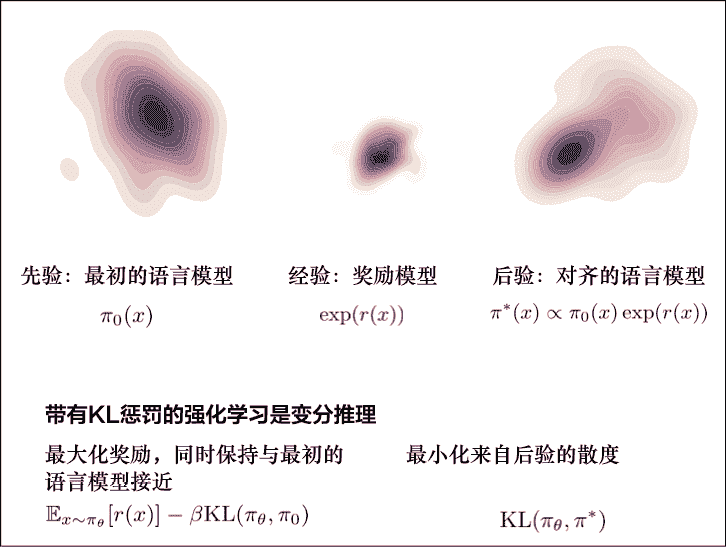 先验：最初的语言模型
经验：奖励模型
后验：对齐的语言模型
π₀(x)
exp(r(x))
π*(x) ∝ π₀(x) exp(r(x))
带有KL惩罚的强化学习是变分推理
最大化奖励，同时保持与最初的
语言模型接近
𝔼ₓ∼π_θ[r(x)] − βKL(π_θ, π₀)
最小化来自后验的散度
KL(π_θ, π*)